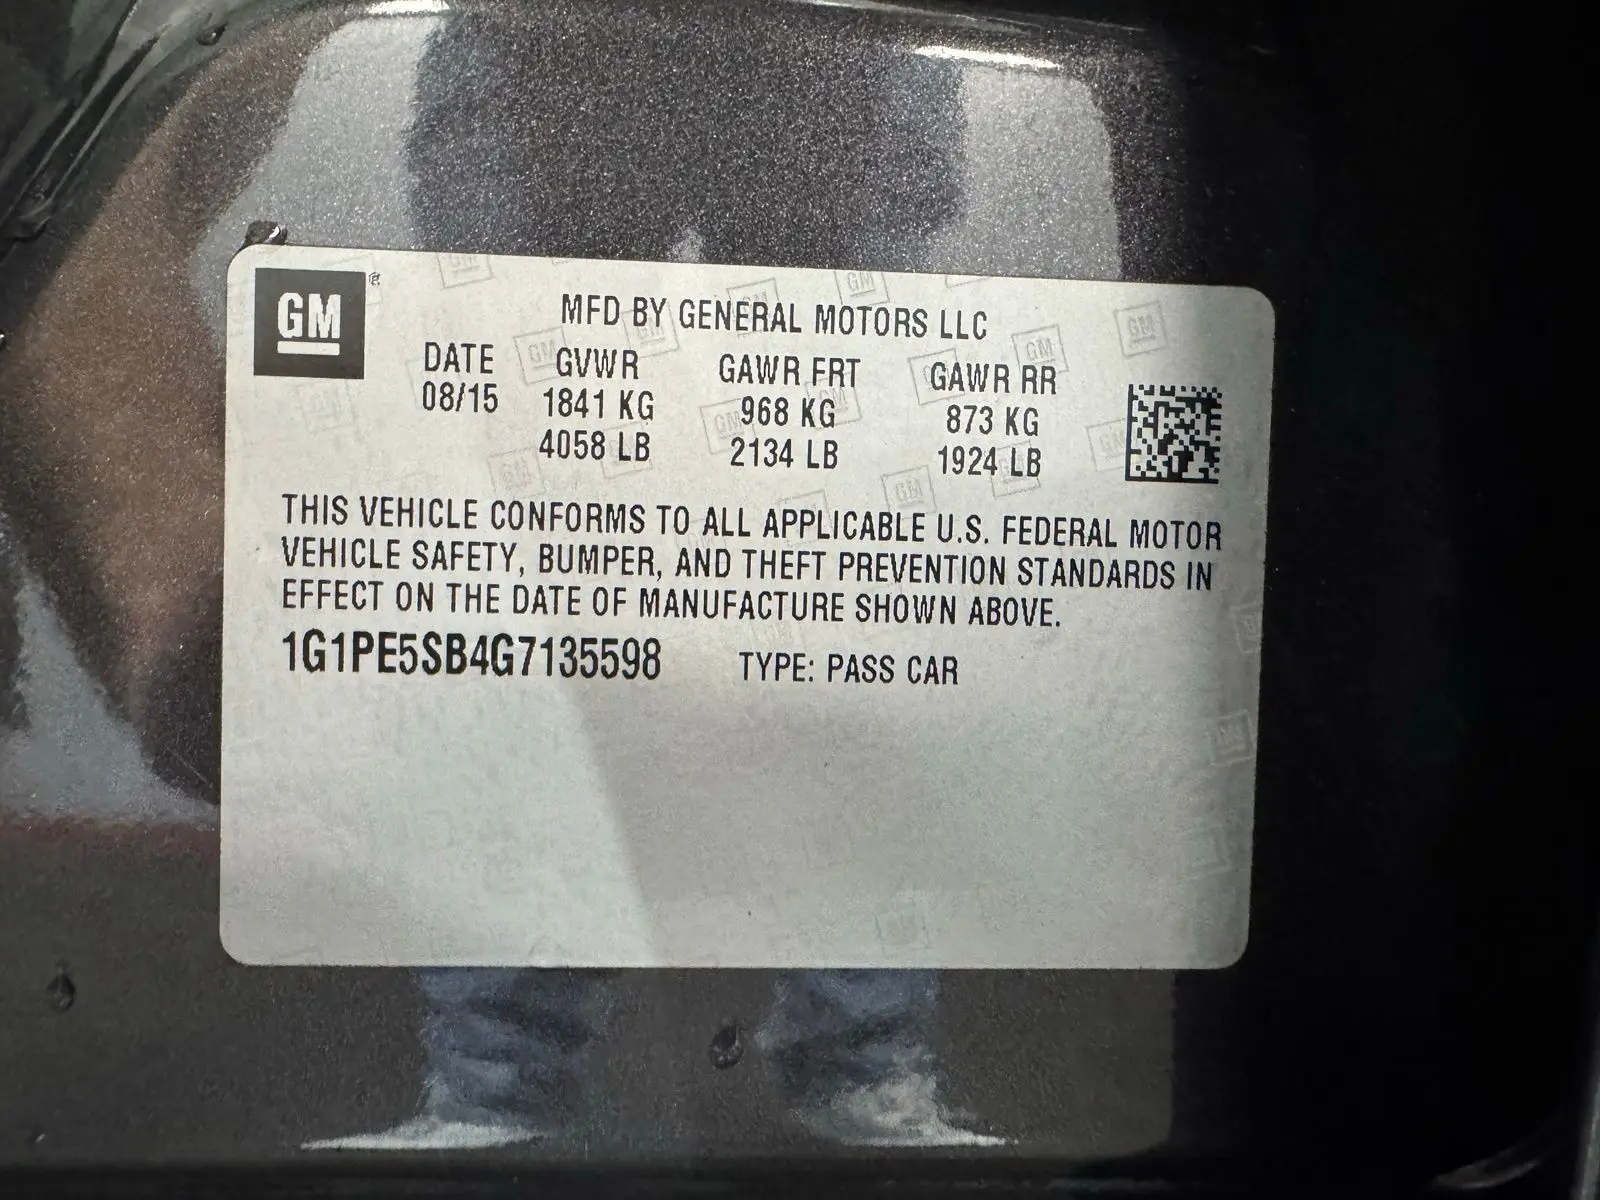 GM
MFD BY GENERAL MOTORS LLC
DATE GVWR GAWR FRT GAWR RR
08/15 1841 KG 968 KG 873 KG
4058 LB 2134 LB 1924 LB
THIS VEHICLE CONFORMS TO ALL APPLICABLE U.S. FEDERAL MOTOR
VEHICLE SAFETY, BUMPER, AND THEFT PREVENTION STANDARDS IN
EFFECT ON THE DATE OF MANUFACTURE SHOWN ABOVE.
1G1PE5SB4G7135598 TYPE: PASS CAR